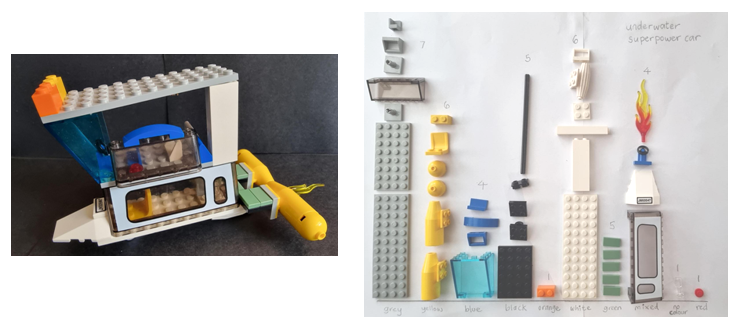 underwater
superpower car
7
6
4
5
1
6
5
4
1
1
grey
yellow
blue
black
orange
white
green
mixed
no
colour
red